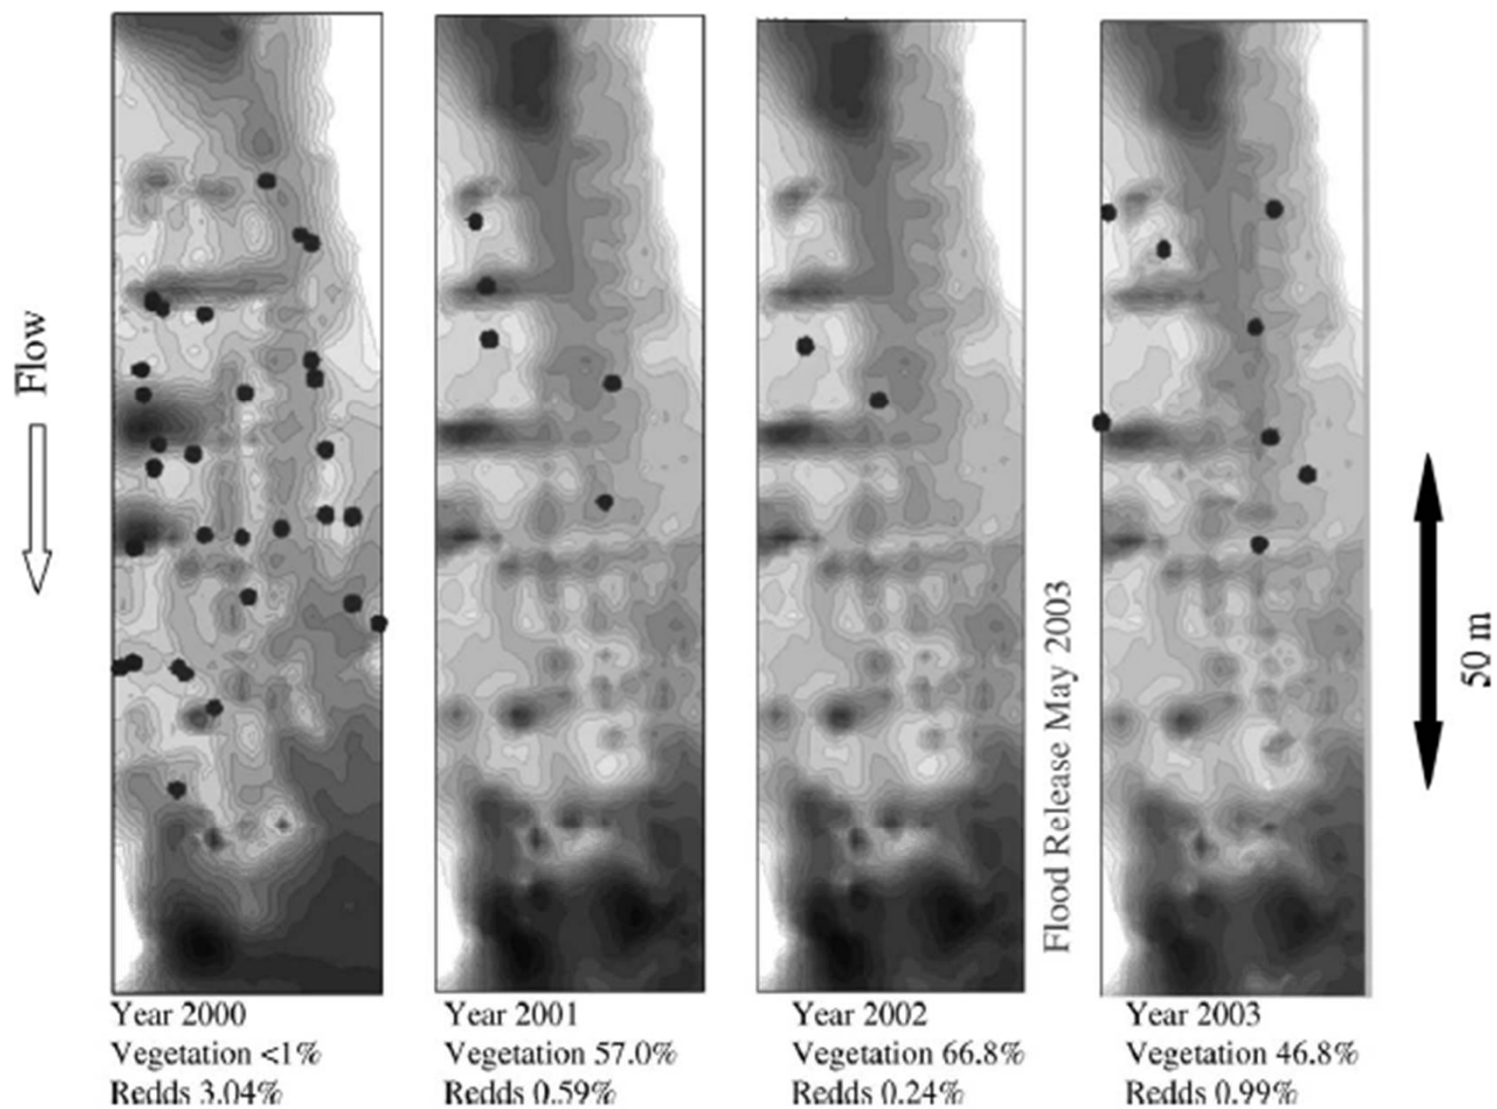 Flow
Year 2000
Vegetation <1%
Redds 3.04%
Year 2001
Vegetation 57.0%
Redds 0.59%
Year 2002
Vegetation 66.8%
Redds 0.24%
Flood Release May 2003
Year 2003
Vegetation 46.8%
Redds 0.99%
50 m